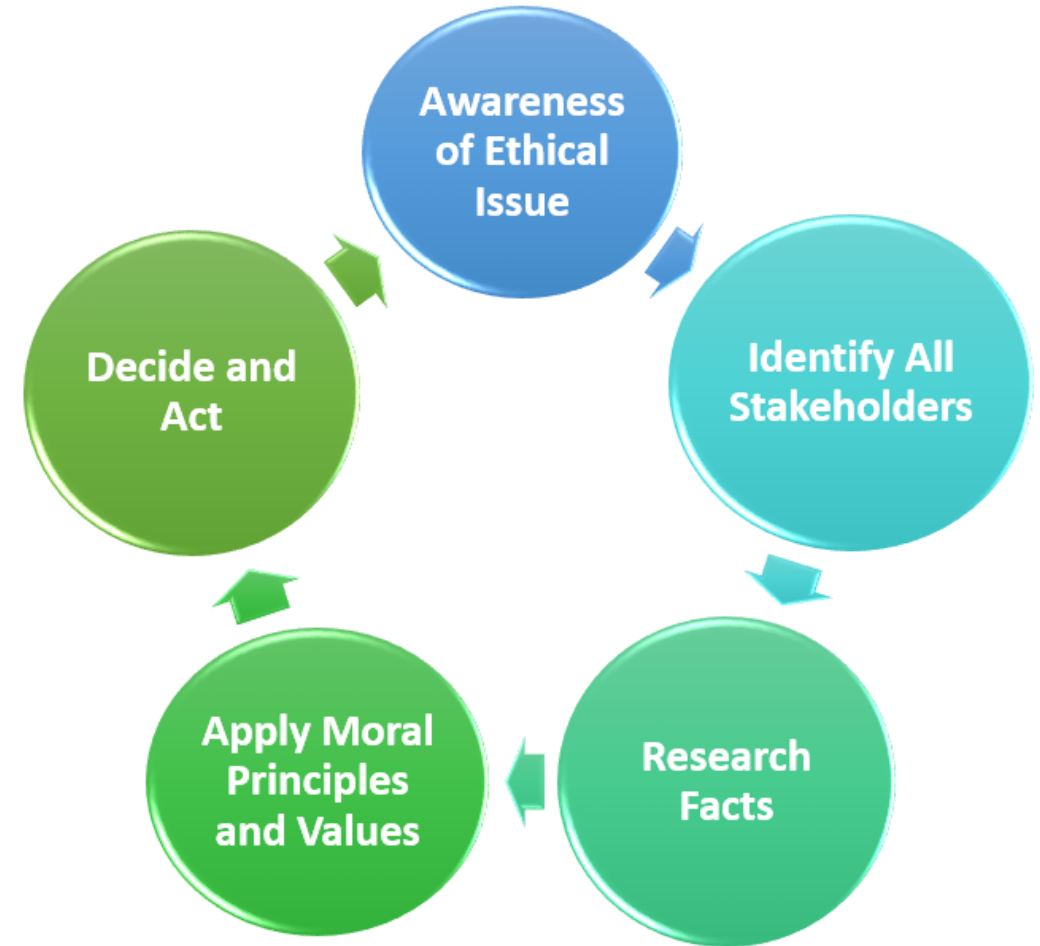 Awareness
of Ethical
Issue
Identify All
Stakeholders
Research
Facts
Apply Moral
Principles
and Values
Decide and
Act